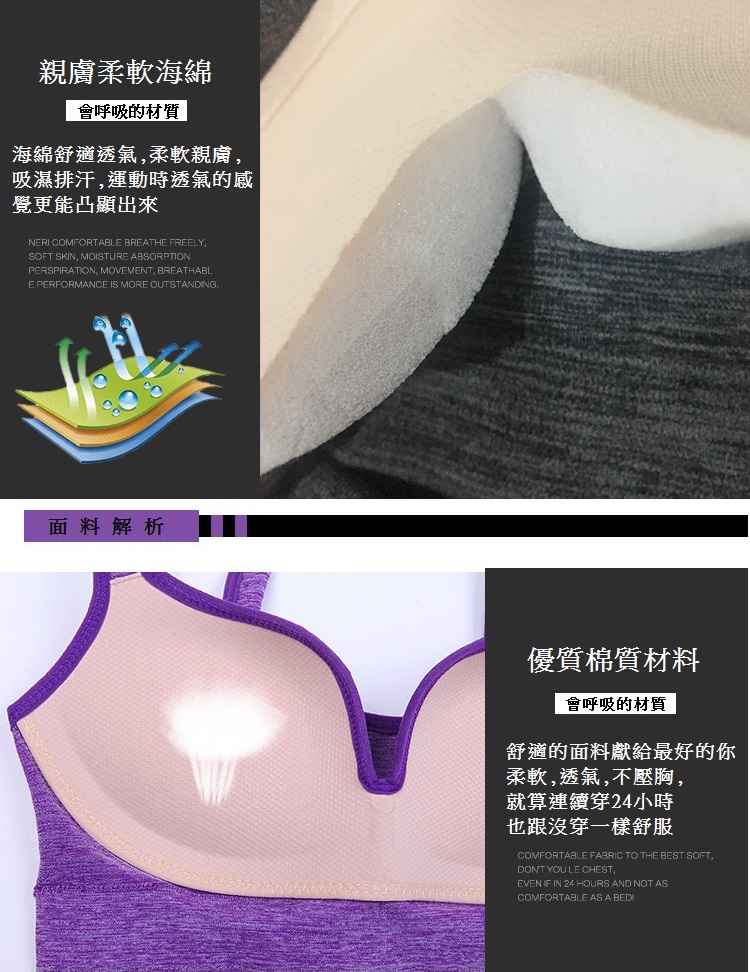 親膚柔軟海綿
會呼吸的材質
海綿舒適透氣,柔軟親膚,
吸濕排汗,運動時透氣的感
覺更能凸顯出來
NERI COMFORTABLE BREATHE FREELY,
SOFT SKIN, MOISTURE ABSORPTION
PERSPIRATION, MOVEMENT, BREATHABL
E PERFORMANCE IS MORE OUTSTANDING.
面料解析
優質棉質材料
會呼吸的材質
舒適的面料獻給最好的你
柔軟,透氣,不壓胸,
就算連續穿24小時
也跟沒穿一樣舒服
COMFORTABLE FABRIC TO THE BEST SOFT,
DON'T YOU LE CHEST,
EVEN IF IN 24 HOURS AND NOT AS
COMFORTABLE AS A BED!